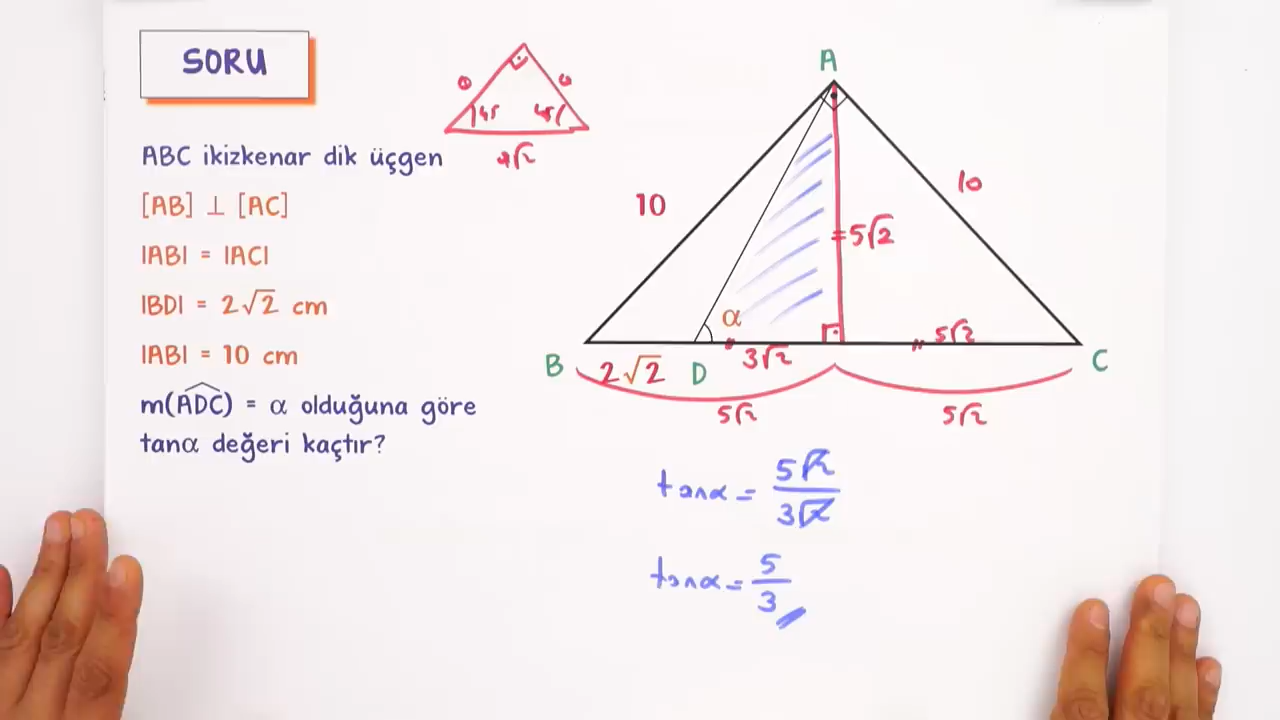 SORU
ABC ikizkenar dik üçgen
[AB] ⊥ [AC]
|AB| = |AC|
|BD| = 2√2 cm
|AB| = 10 cm
m(ADC) = α olduğuna göre
tanα değeri kaçtır?
45 45
A
10
10
5√2
α
5√2
B
2√2
D
3√2
C
5√2
5√2
tanα = 5√2/3√2
tanα = 5/3